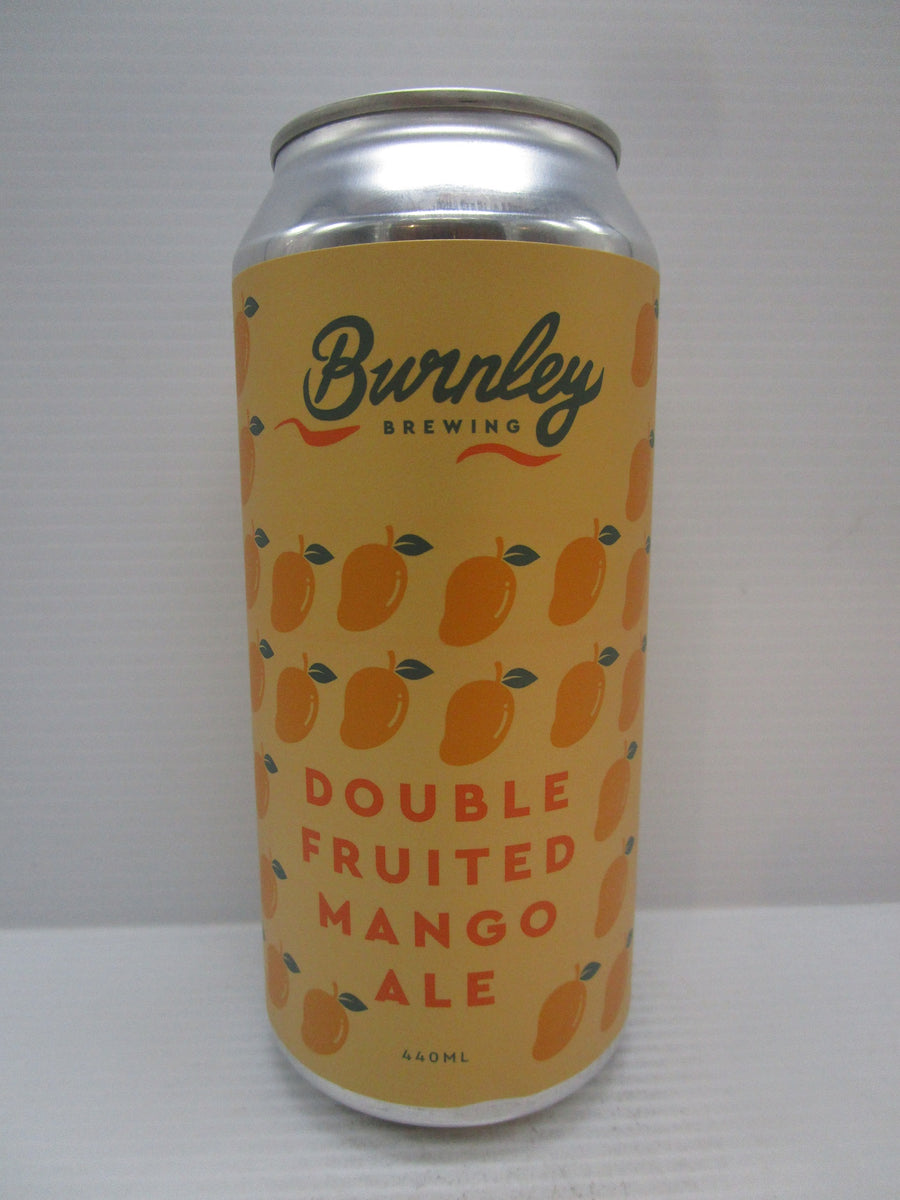 Burnley
BREWING
DOUBLE
FRUITED
MANGO
ALE
440ML